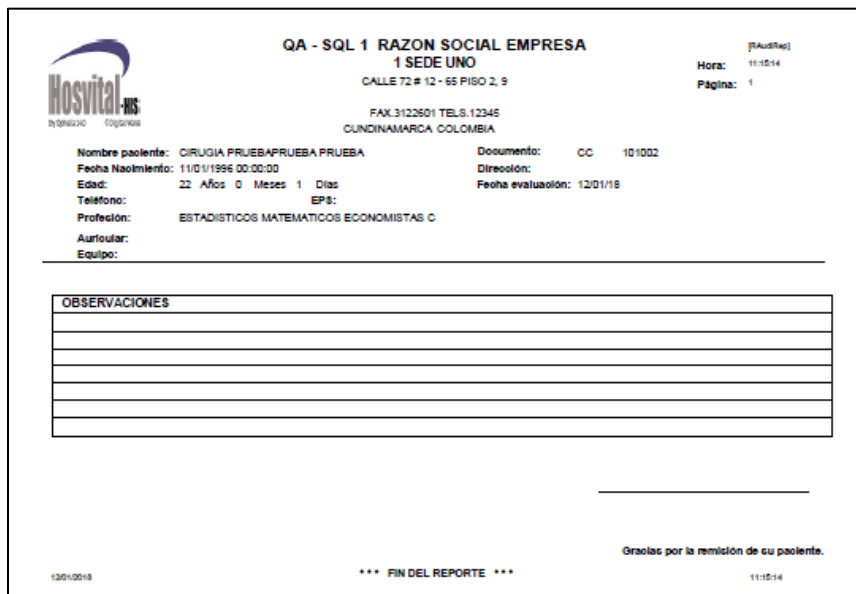 QA - SQL 1 RAZON SOCIAL EMPRESA
[RAudiRep]
1 SEDE UNO
Hora: 11:15:14
CALLE 72 # 12 - 65 PISO 2, 9
Página: 1
Hosvital-HIS
FAX.3122601 TELS.12345
CUNDINAMARCA COLOMBIA
Nombre paciente: CIRUGIA PRUEBAPRUEBA PRUEBA Documento: CC 101002
Fecha Nacimiento: 11/01/1996 00:00:00 Dirección:
Edad: 22 Años 0 Meses 1 Días Fecha evaluación: 12/01/18
Teléfono: EPS:
Profesión: ESTADISTICOS MATEMATICOS ECONOMISTAS C
Auricular:
Equipo:
OBSERVACIONES
Gracias por la remisión de su paciente.
12/01/2018 *** FIN DEL REPORTE *** 11:15:14